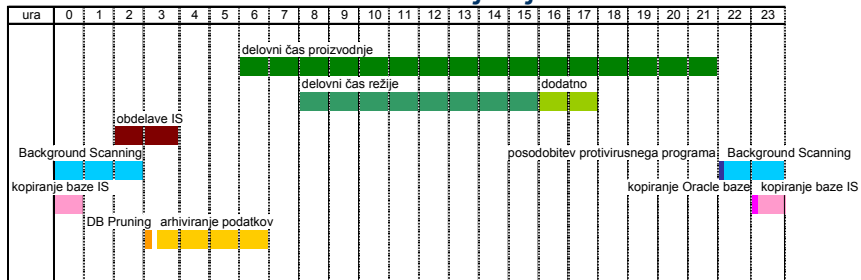 ura 0 1 2 3 4 5 6 7 8 9 10 11 12 13 14 15 16 17 18 19 20 21 22 23
delovni čas proizvodnje
delovni čas režije dodatno
obdelave IS
Background Scanning posodobitev protivirusnega programa Background Scanning
kopiranje baze IS kopiranje Oracle baze kopiranje baze IS
DB Pruning arhiviranje podatkov